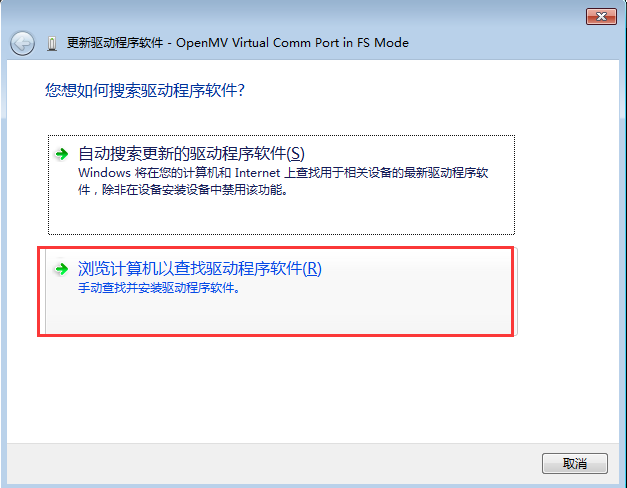 更新驱动程序软件 - OpenMV Virtual Comm Port in FS Mode
您想如何搜索驱动程序软件?
自动搜索更新的驱动程序软件(S)
Windows 将在您的计算机和 Internet 上查找用于相关设备的最新驱动程序软
件，除非在设备安装设置中禁用该功能。
浏览计算机以查找驱动程序软件(R)
手动查找并安装驱动程序软件。
取消